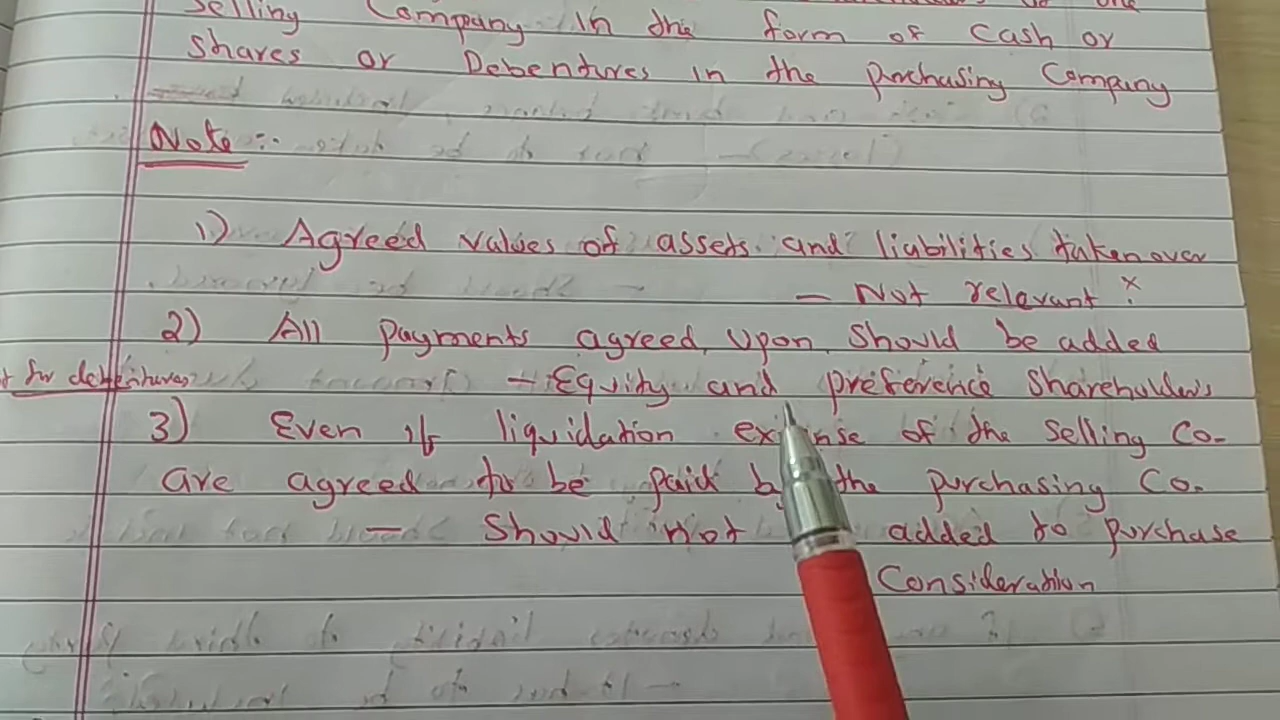 Selling Company in the form of Cash or
Shares or Debentures in the purchasing Company
Note :-
1) Agreed values of assets and liabilities taken over
— Not relevant ×
2) All payments agreed upon should be added
for debentures — Equity and preference Shareholders
3) Even if liquidation of the Selling Co-
are agreed to be paid the purchasing Co.
— Should not added to purchase
Consideration